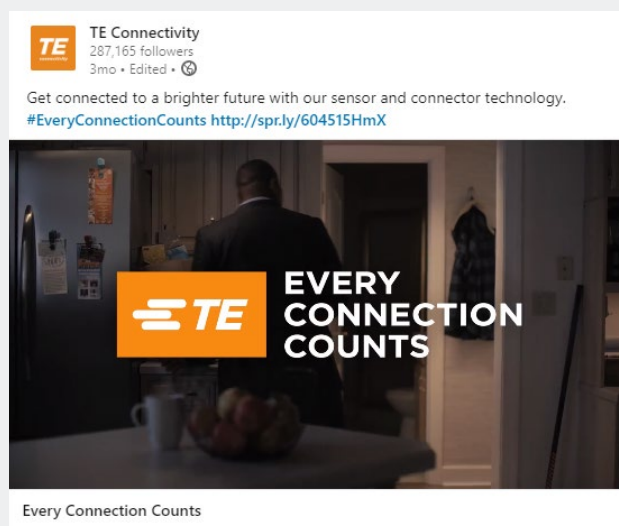 TE
connectivity
TE Connectivity
287,165 followers
3mo • Edited •
Get connected to a brighter future with our sensor and connector technology.
#EveryConnectionCounts http://spr.ly/604515HmX
TE
EVERY
CONNECTION
COUNTS
Every Connection Counts